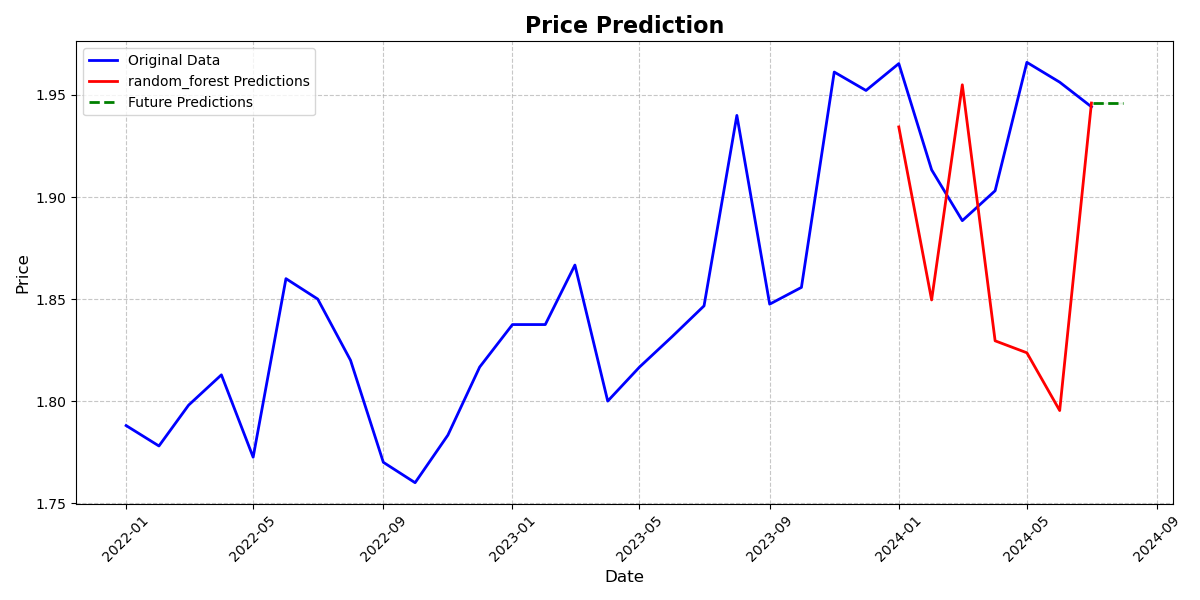 Price Prediction
Original Data
random_forest Predictions
Future Predictions
Price
1.95
1.90
1.85
1.80
1.75
2022-01
2022-05
2022-09
2023-01
2023-05
2023-09
2024-01
2024-05
2024-09
Date